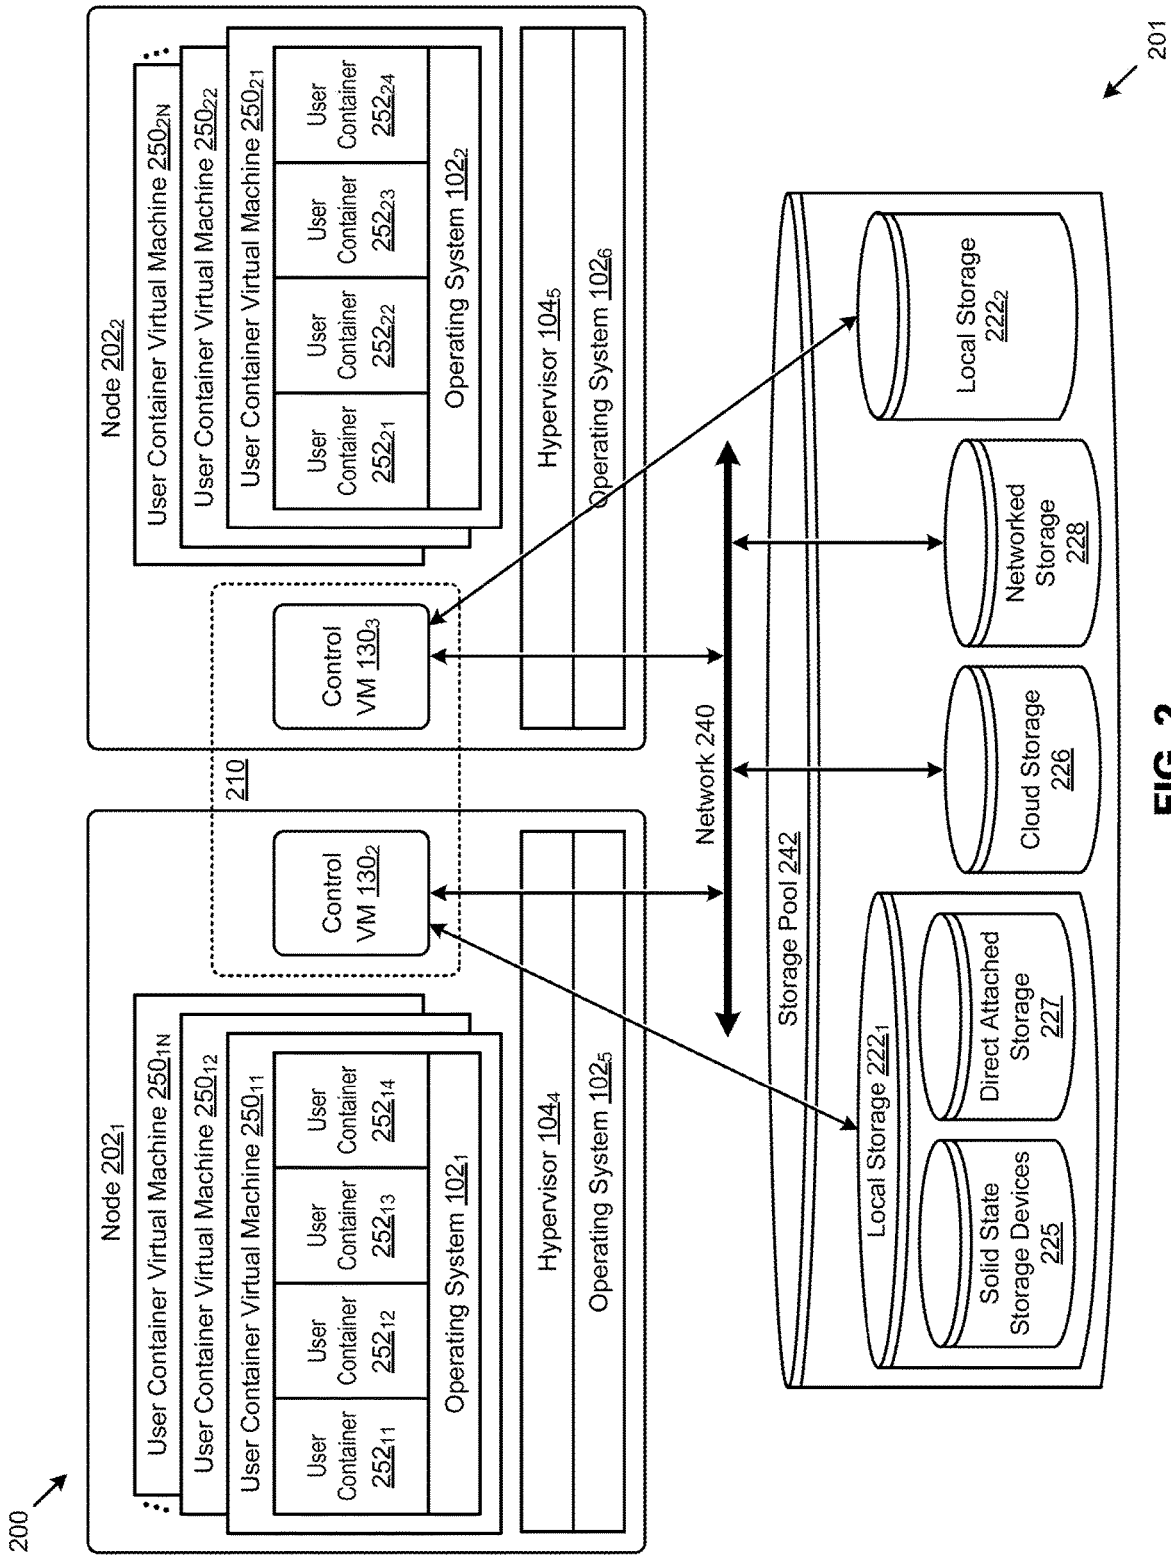 200
Node 202₁
User Container Virtual Machine 250₁N
User Container Virtual Machine 250₁₂
User Container Virtual Machine 250₁₁
User
Container
252₁₁
User
Container
252₁₂
User
Container
252₁₃
User
Container
252₁₄
Operating System 102₁
Hypervisor 104₄
Operating System 102₅
Control
VM 130₂
210
Control
VM 130₃
Node 202₂
User Container Virtual Machine 250₂N
User Container Virtual Machine 250₂₂
User Container Virtual Machine 250₂₁
User
Container
252₂₁
User
Container
252₂₂
User
Container
252₂₃
User
Container
252₂₄
Operating System 102₂
Hypervisor 104₅
Operating System 102₆
Network 240
Storage Pool 242
Local Storage 222₁
Solid State
Storage Devices
225
Direct Attached
Storage
227
Cloud Storage
226
Networked
Storage
228
Local Storage
222₂
201
FIG. 2